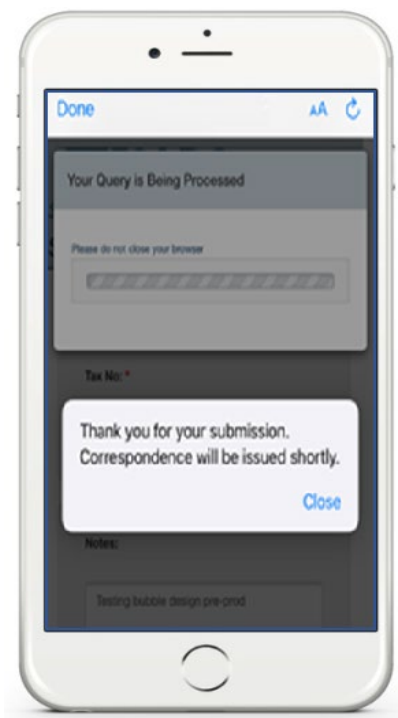 Done
AA
Your Query is Being Processed
Please do not close your browser
Tax No: *
Thank you for your submission.
Correspondence will be issued shortly.
Close
Notes:
Testing bubble design pre-prod